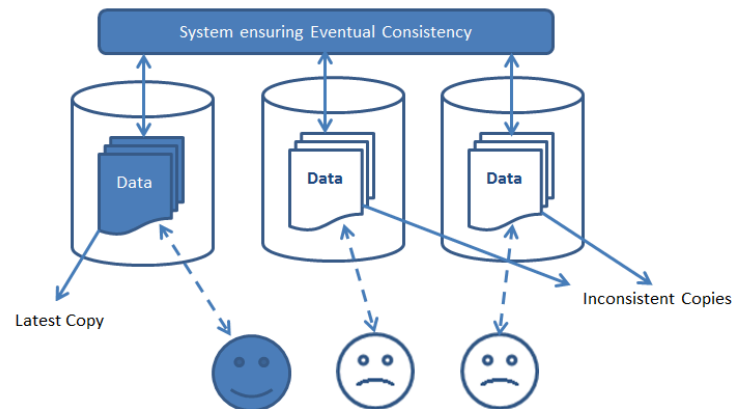 System ensuring Eventual Consistency
Data
Data
Data
Latest Copy
Inconsistent Copies